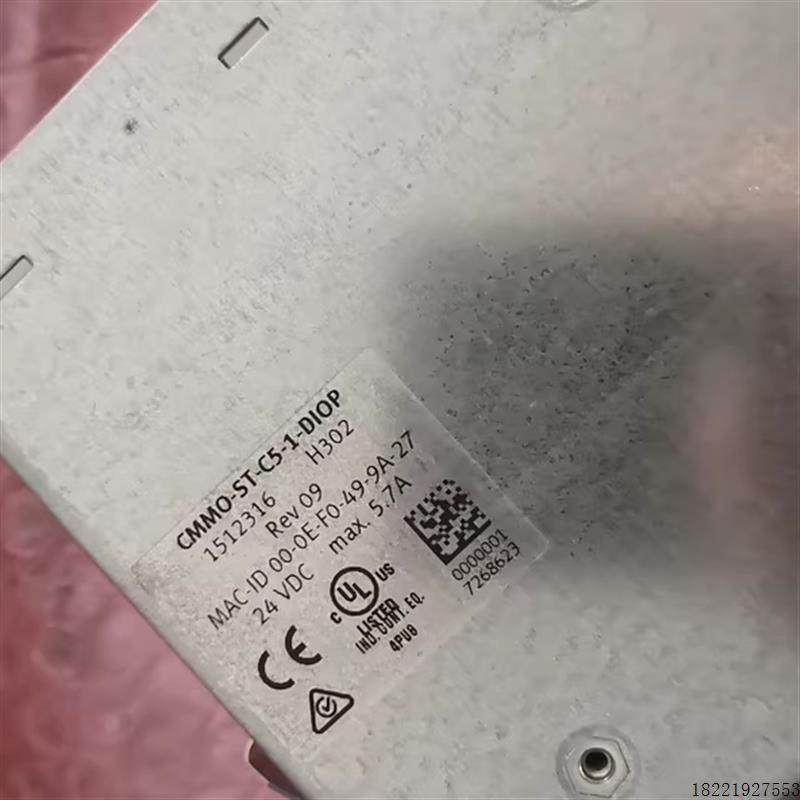 CMMO-ST-C5-1-DIOP
1512316 H302
Rev 09
MAC-ID 00-0E-F0-49-9A-27
24 VDC max. 5.7A
0000001
7268623
CE
c UL US
LISTED
IND. CONT. EQ.
4PU8
18221927553